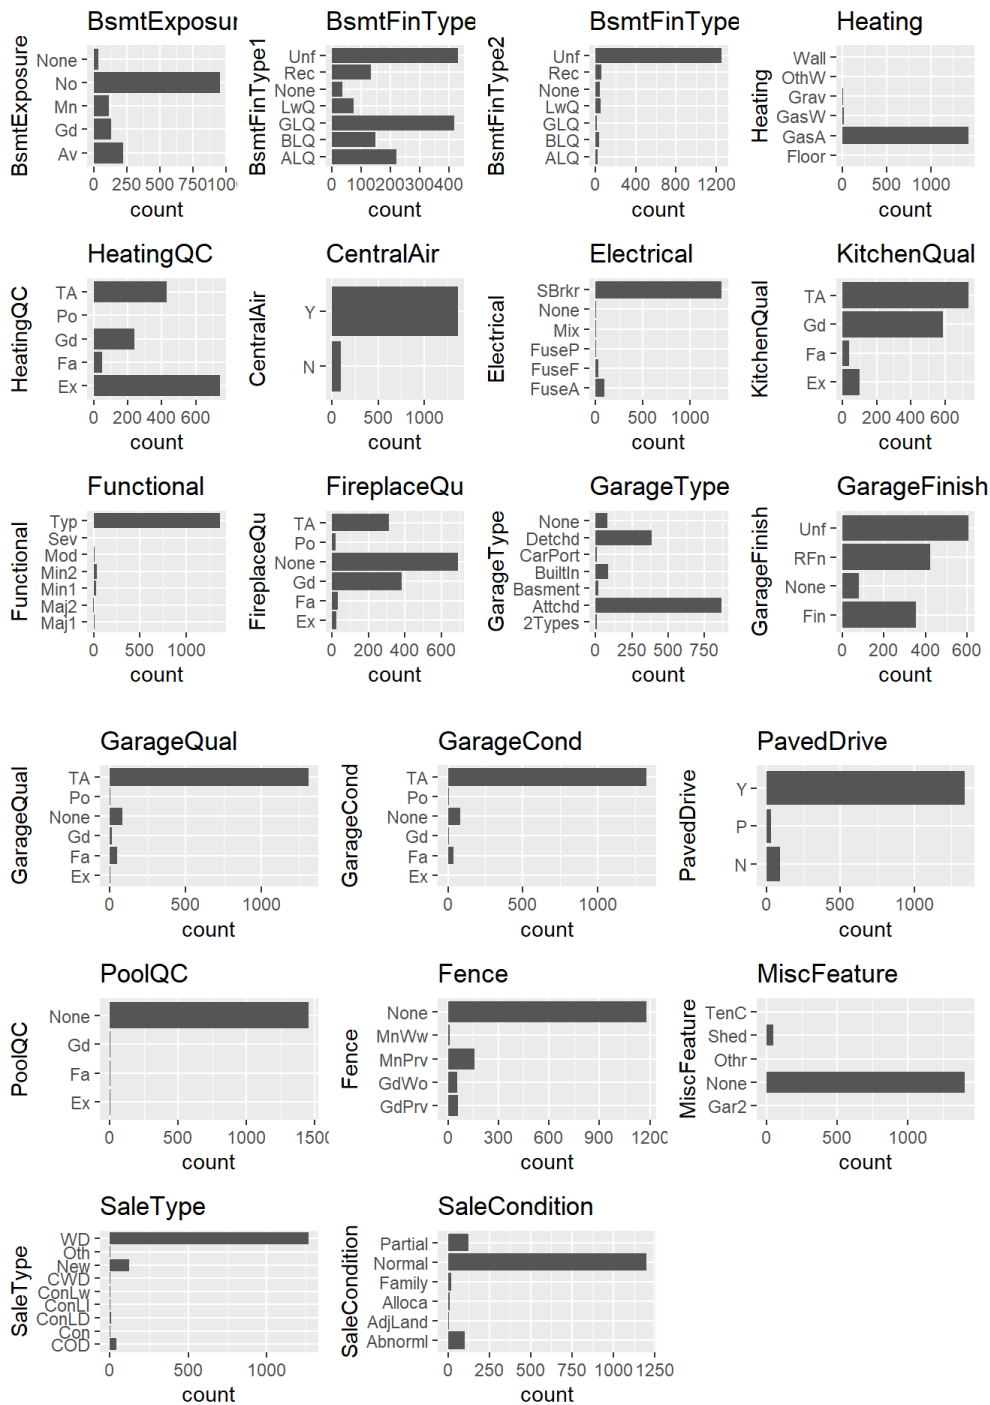 BsmtExposur
BsmtExposure
None
No
Mn
Gd
Av
0 250 500 750 100
count
BsmtFinType
BsmtFinType1
Unf
Rec
None
LwQ
GLQ
BLQ
ALQ
0 100 200 300 400
count
BsmtFinType
BsmtFinType2
Unf
Rec
None
LwQ
GLQ
BLQ
ALQ
0 400 800 1200
count
Heating
Heating
Wall
OthW
Grav
GasW
GasA
Floor
0 500 1000
count
HeatingQC
HeatingQC
TA
Po
Gd
Fa
Ex
0 200 400 600
count
CentralAir
CentralAir
Y
N
0 500 1000
count
Electrical
Electrical
SBrkr
None
Mix
FuseP
FuseF
FuseA
0 500 1000
count
KitchenQual
KitchenQual
TA
Gd
Fa
Ex
0 200 400 600
count
Functional
Functional
Typ
Sev
Mod
Min2
Min1
Maj2
Maj1
0 500 1000
count
FireplaceQu
FireplaceQu
TA
Po
None
Gd
Fa
Ex
0 200 400 600
count
GarageType
GarageType
None
Detchd
CarPort
BuiltIn
Basment
Attchd
2Types
0 250 500 750
count
GarageFinish
GarageFinish
Unf
RFn
None
Fin
0 200 400 600
count
GarageQual
GarageQual
TA
Po
None
Gd
Fa
Ex
0 500 1000
count
GarageCond
GarageCond
TA
Po
None
Gd
Fa
Ex
0 500 1000
count
PavedDrive
PavedDrive
Y
P
N
0 500 1000
count
PoolQC
PoolQC
None
Gd
Fa
Ex
0 500 1000 1500
count
Fence
Fence
None
MnWw
MnPrv
GdWo
GdPrv
0 300 600 900 1200
count
MiscFeature
MiscFeature
TenC
Shed
Othr
None
Gar2
0 500 1000
count
SaleType
SaleType
WD
Oth
New
CWD
ConLw
ConLI
ConLD
Con
COD
0 500 1000
count
SaleCondition
SaleCondition
Partial
Normal
Family
Alloca
AdjLand
Abnorml
0 250 500 750 1000 1250
count